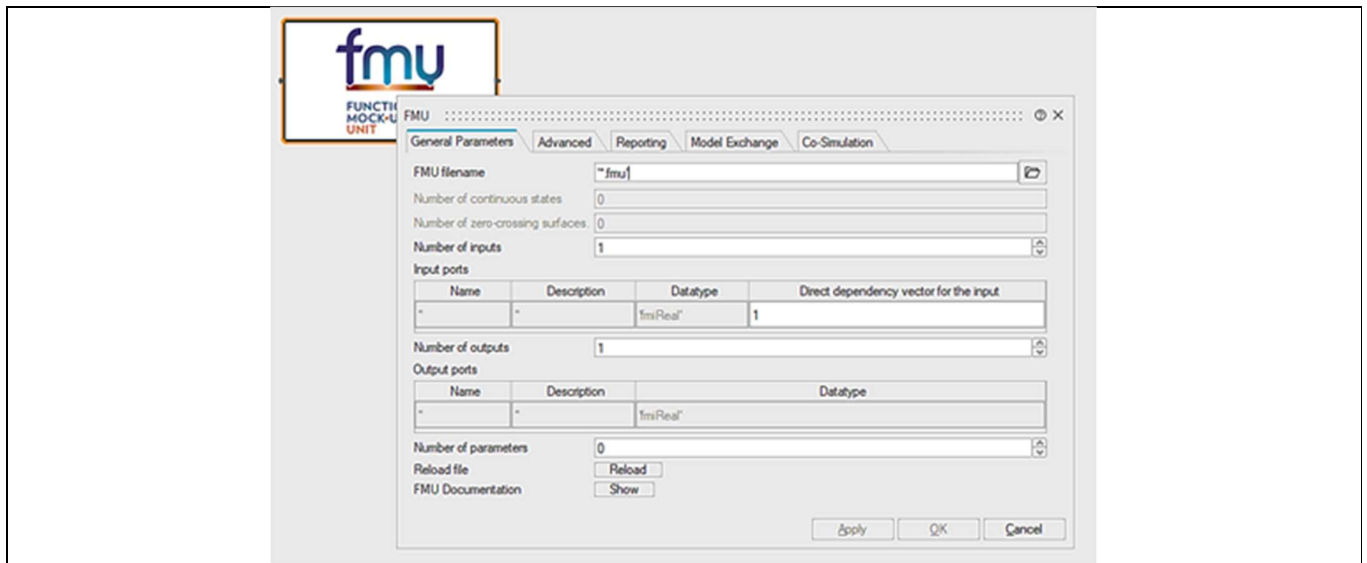 fmu
FUNCTI
MOCK-U
UNIT
FMU
General Parameters Advanced Reporting Model Exchange Co-Simulation
FMU filename
Number of continuous states 0
Number of zero-crossing surfaces 0
Number of inputs 1
Input ports
Name Description Datatype Direct dependency vector for the input
'' '' 'fmiReal' 1
Number of outputs 1
Output ports
Name Description Datatype
'' '' 'fmiReal'
Number of parameters 0
Reload file Reload
FMU Documentation Show
Apply OK Cancel